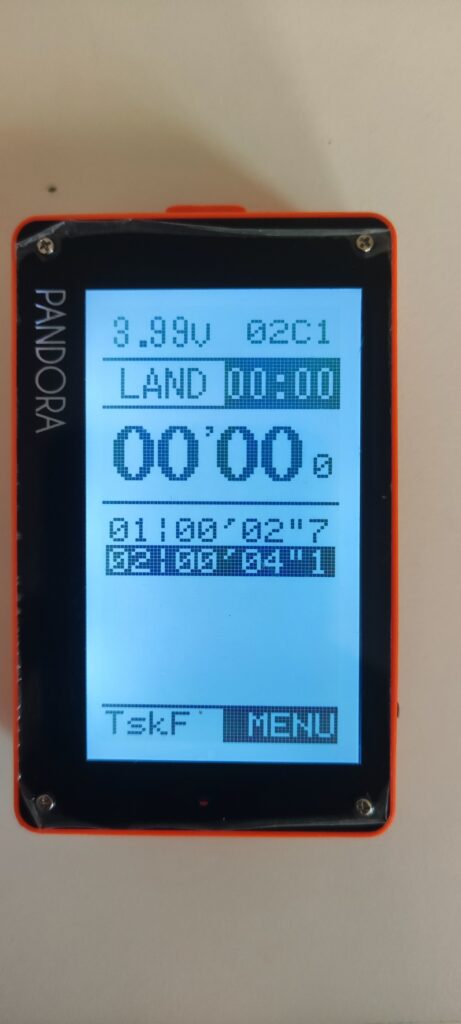 PANDORA
3.99v 02C1
LAND 00:00
00'00 0
01:00'02"7
02:00'04"1
TskF` MENU